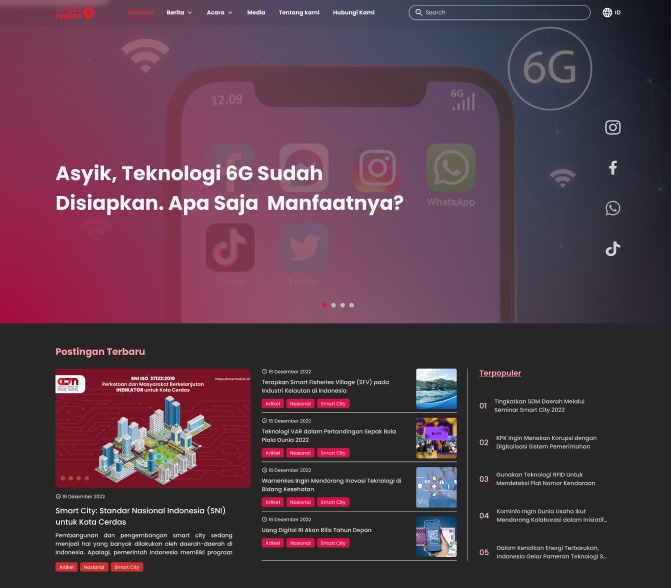 Beranda
Berita
Acara
Media
Tentang kami
Hubungi Kami
Search
ID
12.09
6G
6G
WhatsApp
TikTok
Twitter
Asyik, Teknologi 6G Sudah
Disiapkan. Apa Saja Manfaatnya?
Postingan Terbaru
SNI ISO 37122:2019
Perkotaan dan Masyarakat Berkelanjutan
INDIKATOR untuk Kota Cerdas
16 Desember 2022
Smart City: Standar Nasional Indonesia (SNI)
untuk Kota Cerdas
Pembangunan dan pengembangan smart city sedang
menjadi hal yang banyak dilakukan oleh daerah-daerah di
Indonesia. Apalagi, pemerintah Indonesia memiliki program
Artikel
Nasional
Smart City
16 Desember 2022
Terapkan Smart Fisheries Village (SFV) pada
Industri Kelautan di Indonesia
Artikel
Nasional
Smart City
16 Desember 2022
Teknologi VAR dalam Pertandingan Sepak Bola
Piala Dunia 2022
Artikel
Nasional
Smart City
16 Desember 2022
Wamenkes Ingin Mendorong Inovasi Teknologi di
Bidang Kesehatan
Artikel
Nasional
Smart City
16 Desember 2022
Uang Digital RI Akan Rilis Tahun Depan
Artikel
Nasional
Smart City
Terpopuler
01
Tingkatkan SDM Daerah Melalui
Seminar Smart City 2022
02
KPK Ingin Menekan Korupsi dengan
Digitalisasi Sistem Pemerintahan
03
Gunakan Teknologi RFID Untuk
Mendeteksi Plat Nomor Kendaraan
04
Kominfo Ingin Dunia Usaha Ikut
Mendorong Kolaborasi dalam Inisiatif...
05
Dalam Kenalkan Energi Terbarukan,
Indonesia Gelar Pameran Teknologi S...